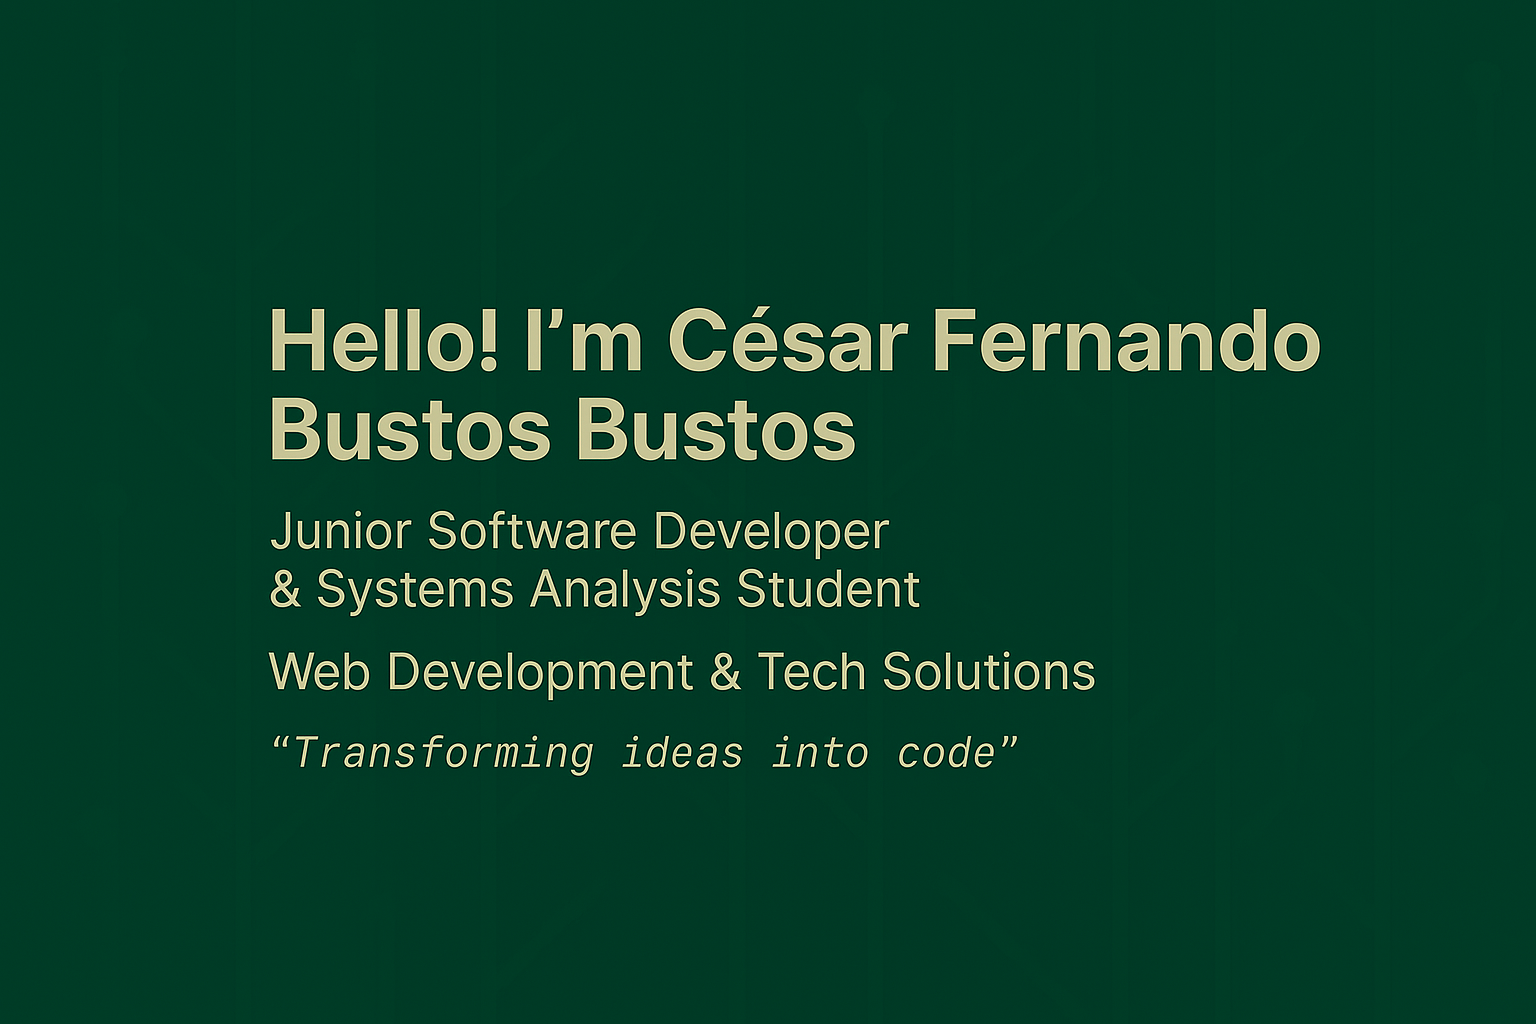 Hello! I’m César Fernando
Bustos Bustos
Junior Software Developer
& Systems Analysis Student
Web Development & Tech Solutions
“Transforming ideas into code”